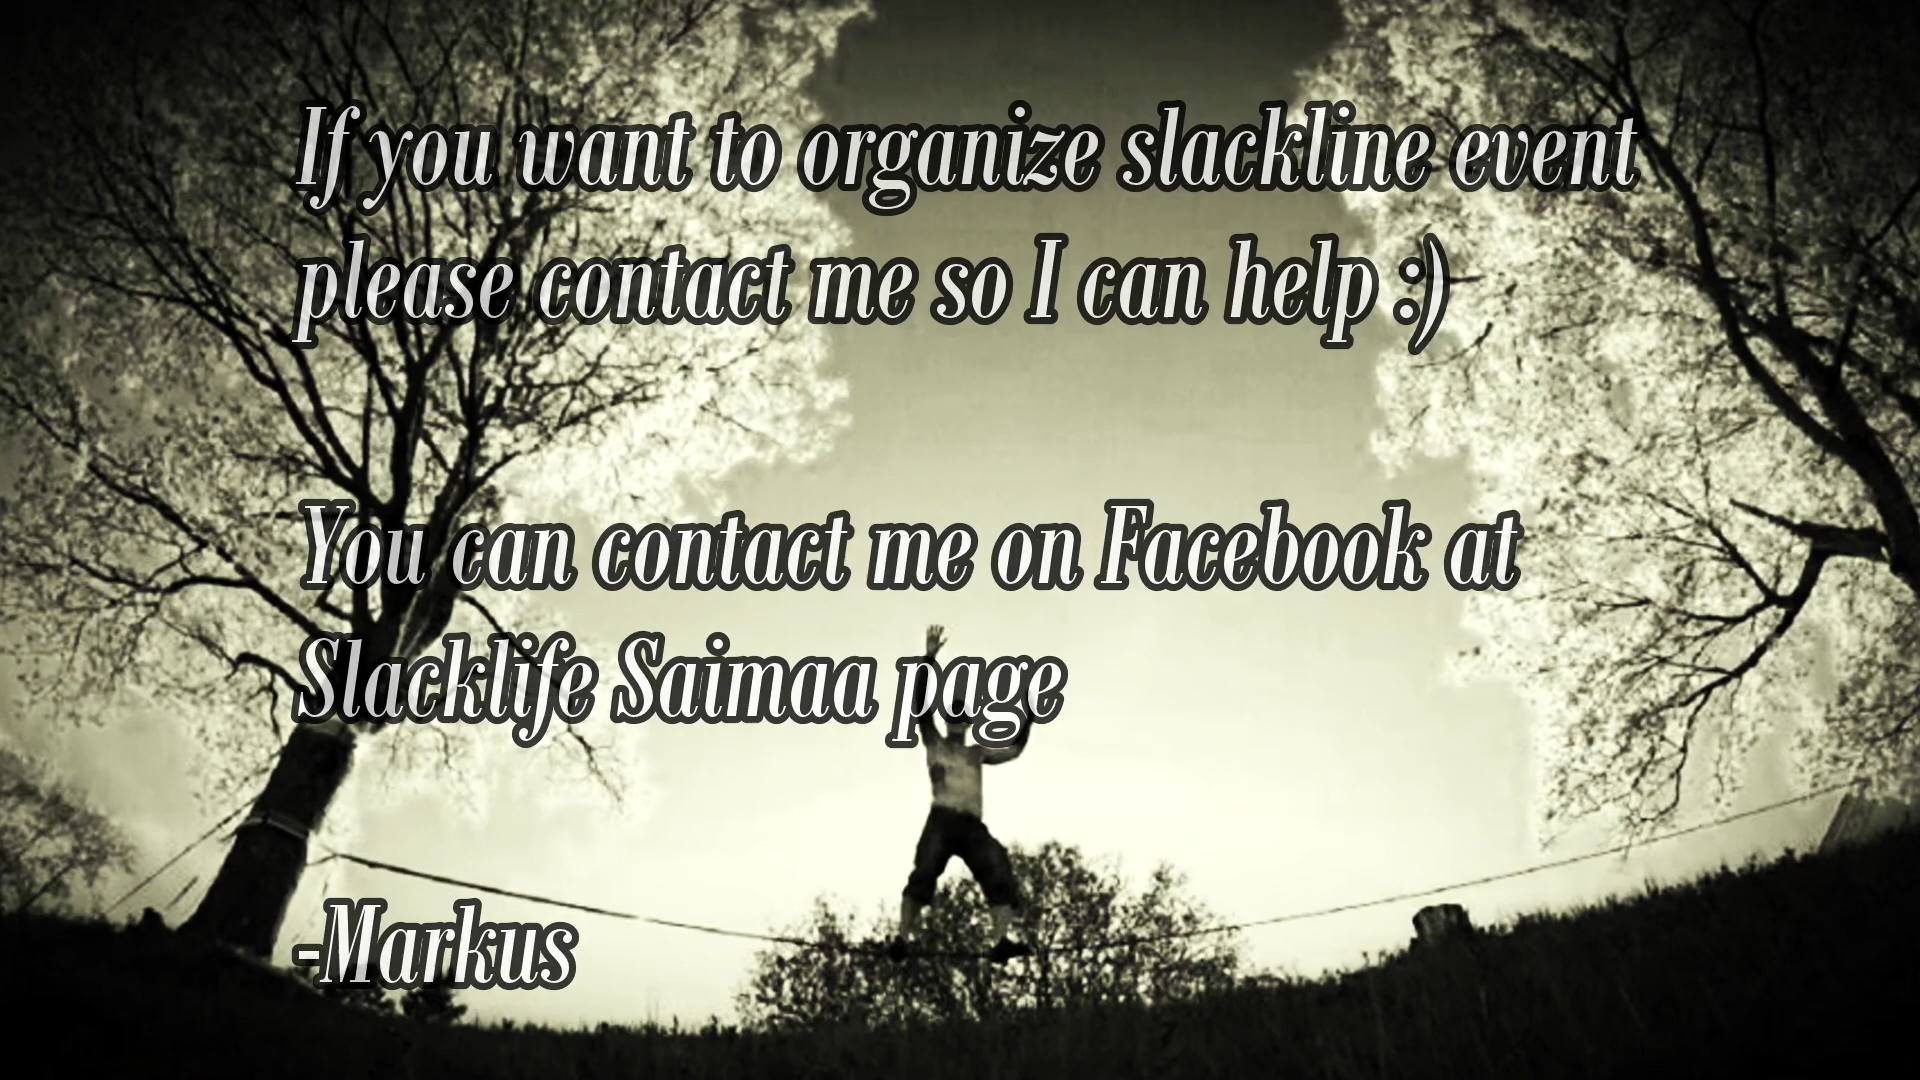 If you want to organize slackline event
please contact me so I can help :)
You can contact me on Facebook at
Slacklife Saimaa page
-Markus